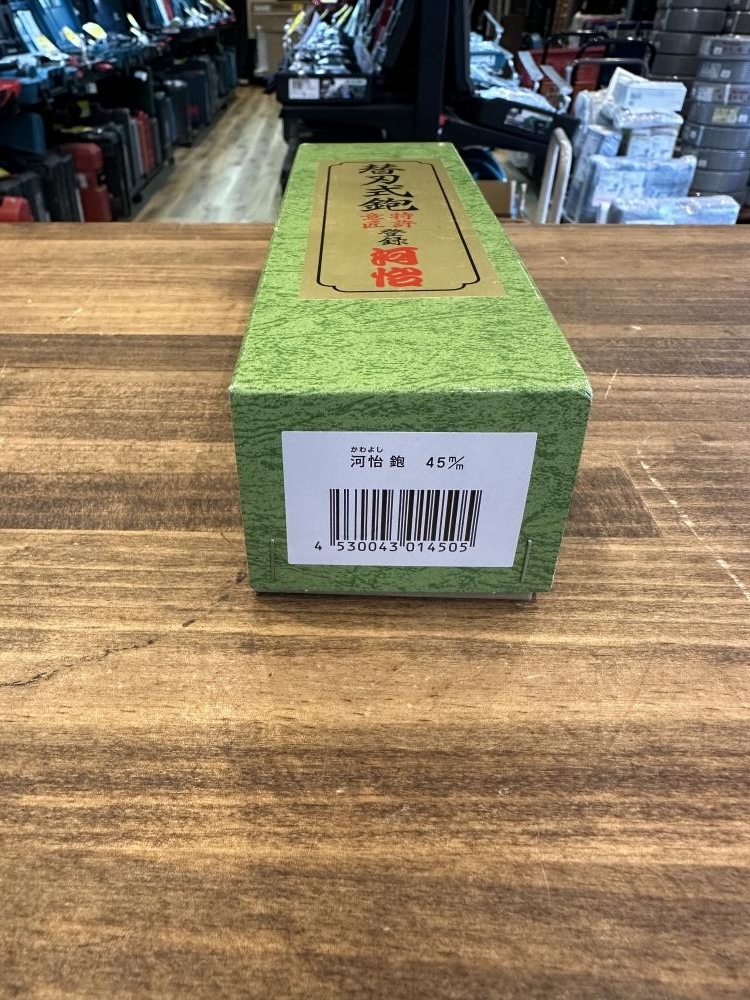 替刃式鉋
特許
意匠
登録
河怡
かわよし
河怡 鉋 45m/m
4 530043 014505